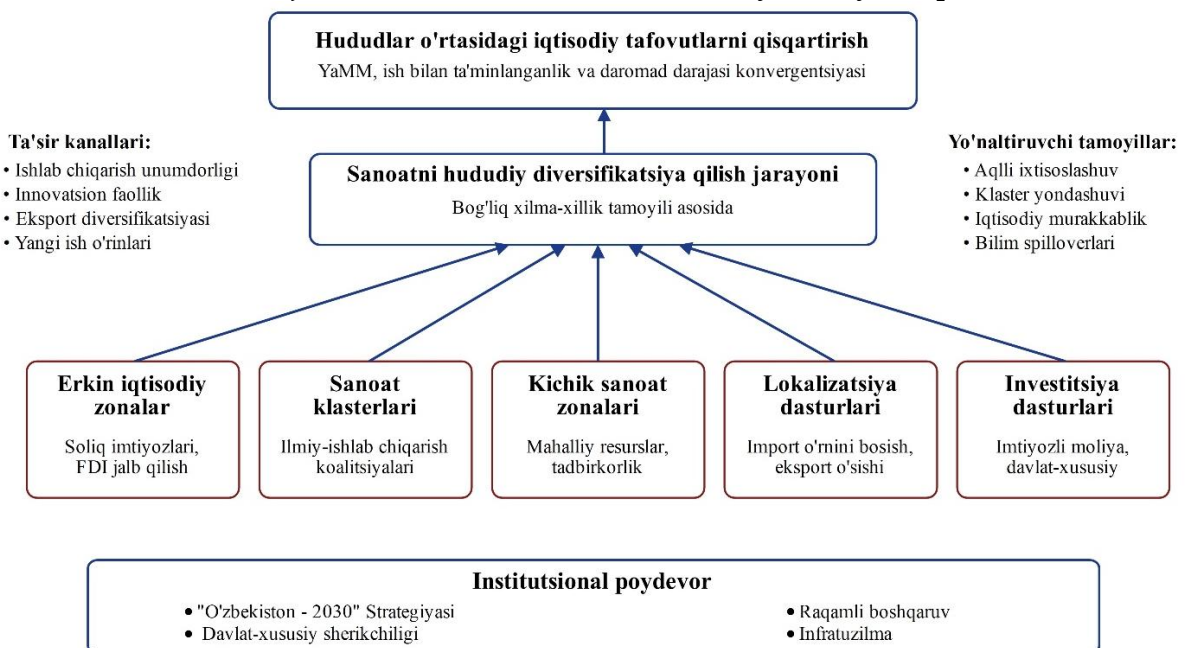 Hududlar o'rtasidagi iqtisodiy tafovutlarni qisqartirish
YaMM, ish bilan ta'minlanganlik va daromad darajasi konvergentsiyasi
Ta'sir kanallari:
• Ishlab chiqarish unumdorligi
• Innovatsion faollik
• Eksport diversifikatsiyasi
• Yangi ish o'rinlari
Sanoatni hududiy diversifikatsiya qilish jarayoni
Bog'liq xilma-xillik tamoyili asosida
Yo'naltiruvchi tamoyillar:
• Aqlli ixtisoslashuv
• Klaster yondashuvi
• Iqtisodiy murakkablik
• Bilim spilloverlari
Erkin iqtisodiy
zonalar
Soliq imtiyozlari,
FDI jalb qilish
Sanoat
klasterlari
Ilmiy-ishlab chiqarish
koalitsiyalari
Kichik sanoat
zonalari
Mahalliy resurslar,
tadbirkorlik
Lokalizatsiya
dasturlari
Import o'rnini bosish,
eksport o'sishi
Investitsiya
dasturlari
Imtiyozli moliya,
davlat-xususiy
Institutsional poydevor
• "O'zbekiston - 2030" Strategiyasi
• Davlat-xususiy sherikchiligi
• Raqamli boshqaruv
• Infratuzilma